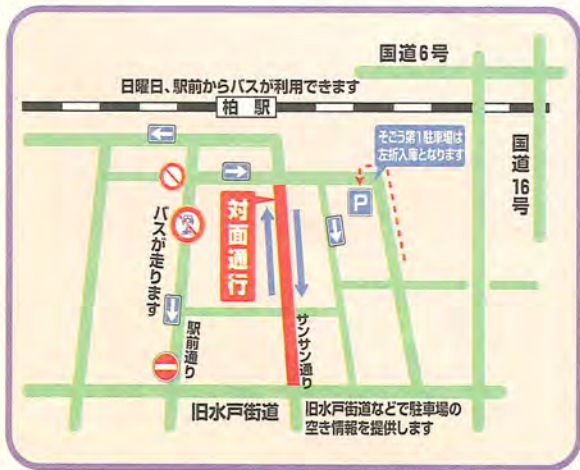 国道6号
日曜日、駅前からバスが利用できます
柏駅
そごう第1駐車場は
左折入庫となります
国道16号
P
対面通行
バスが走ります
駅前通り
サンサン通り
旧水戸街道
旧水戸街道などで駐車場の
空き情報を提供します